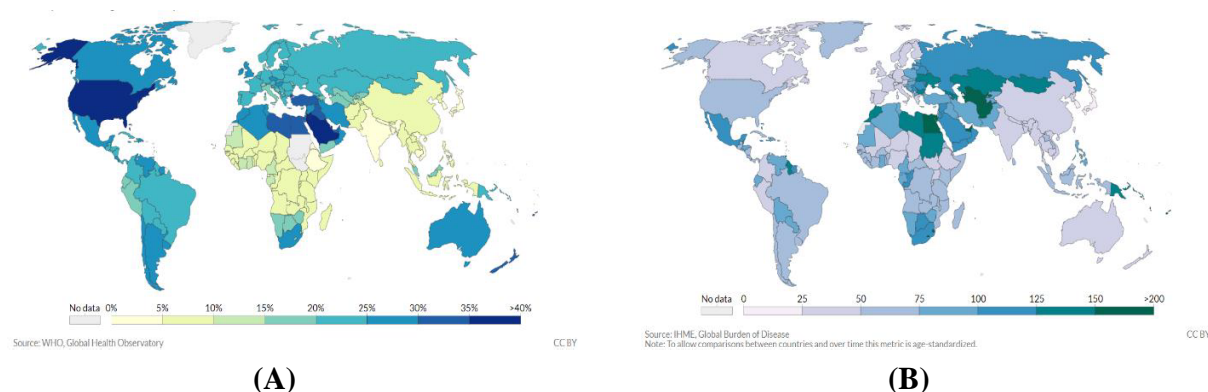 No data 0% 5% 10% 15% 20% 25% 30% 35% >40%
Source: WHO, Global Health Observatory CC BY
(A)
No data 0 25 50 75 100 125 150 >200
Source: IHME, Global Burden of Disease CC BY
Note: To allow comparisons between countries and over time this metric is age-standardized.
(B)